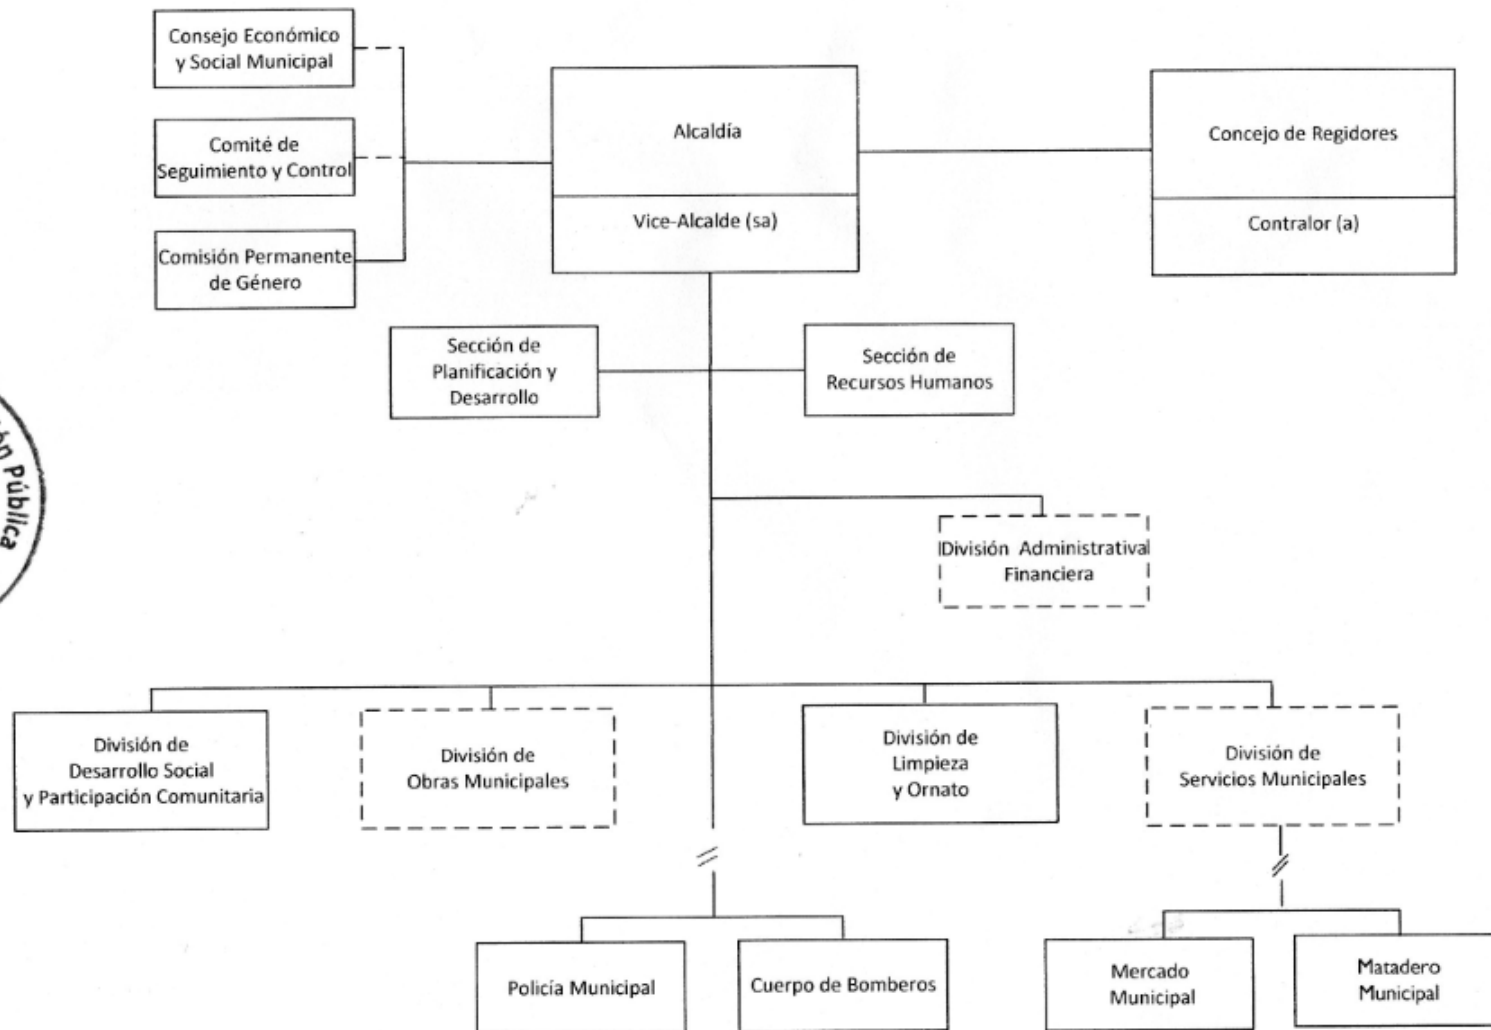 Consejo Económico
y Social Municipal
Comité de
Seguimiento y Control
Comisión Permanente
de Género
Alcaldía
Vice-Alcalde (sa)
Concejo de Regidores
Contralor (a)
Sección de
Planificación y
Desarrollo
Sección de
Recursos Humanos
Pública
División Administrativa
Financiera
División de
Desarrollo Social
y Participación Comunitaria
División de
Obras Municipales
División de
Limpieza
y Ornato
División de
Servicios Municipales
Policía Municipal
Cuerpo de Bomberos
Mercado
Municipal
Matadero
Municipal